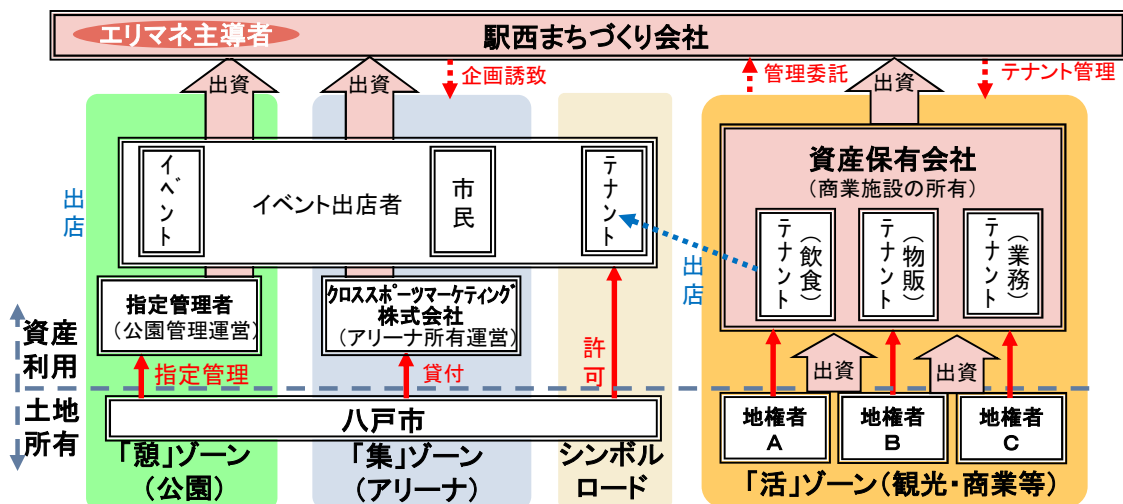 エリマネ主導者
駅西まちづくり会社
出資
出資
企画誘致
管理委託
出資
テナント管理
出店
イベント
イベント出店者
市民
テナント
資産保有会社
(商業施設の所有)
テナント
(飲食)
テナント
(物販)
テナント
(業務)
出店
指定管理者
(公園管理運営)
クロススポーツマーケティング
株式会社
(アリーナ所有運営)
資産
利用
指定管理
貸付
許可
出資
出資
土地
所有
八戸市
地権者
A
地権者
B
地権者
C
「憩」ゾーン
(公園)
「集」ゾーン
(アリーナ)
シンボル
ロード
「活」ゾーン(観光・商業等)